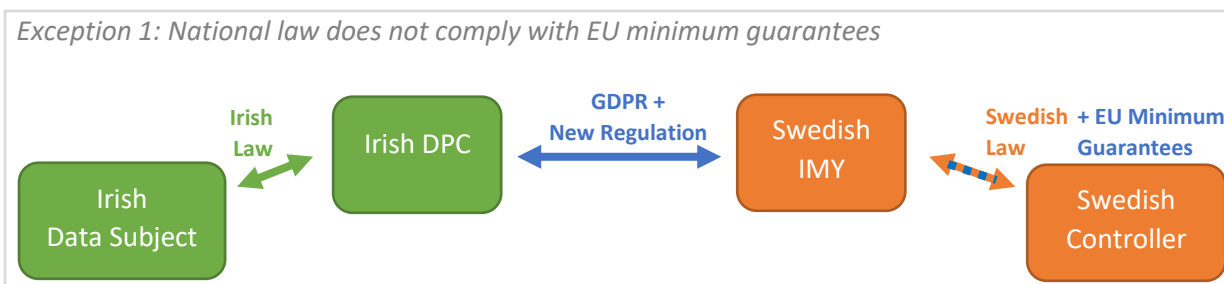 Exception 1: National law does not comply with EU minimum guarantees
Irish
Law
Irish DPC
GDPR +
New Regulation
Swedish
IMY
Swedish + EU Minimum
Law Guarantees
Irish
Data Subject
Swedish
Controller